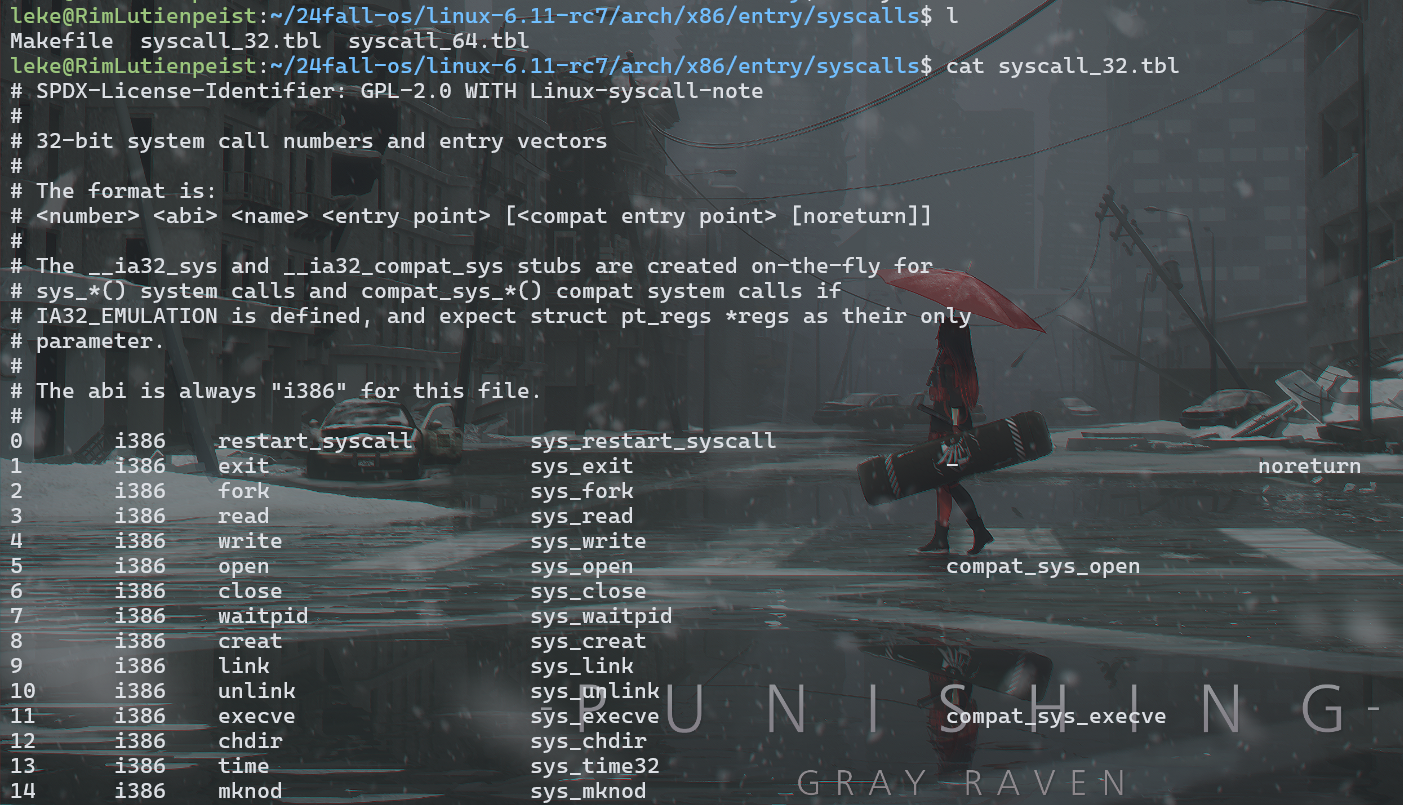 leke@RimLutienpeist:~/24fall-os/linux-6.11-rc7/arch/x86/entry/syscalls$ l
Makefile  syscall_32.tbl  syscall_64.tbl
leke@RimLutienpeist:~/24fall-os/linux-6.11-rc7/arch/x86/entry/syscalls$ cat syscall_32.tbl
# SPDX-License-Identifier: GPL-2.0 WITH Linux-syscall-note
#
# 32-bit system call numbers and entry vectors
#
# The format is:
# <number> <abi> <name> <entry point> [<compat entry point> [noreturn]]
#
# The __ia32_sys and __ia32_compat_sys stubs are created on-the-fly for
# sys_*() system calls and compat_sys_*() compat system calls if
# IA32_EMULATION is defined, and expect struct pt_regs *regs as their only
# parameter.
#
# The abi is always "i386" for this file.
#
0       i386    restart_syscall         sys_restart_syscall
1       i386    exit                    sys_exit                        _                       noreturn
2       i386    fork                    sys_fork
3       i386    read                    sys_read
4       i386    write                   sys_write
5       i386    open                    sys_open                        compat_sys_open
6       i386    close                   sys_close
7       i386    waitpid                 sys_waitpid
8       i386    creat                   sys_creat
9       i386    link                    sys_link
10      i386    unlink                  sys_unlink
11      i386    execve                  sys_execve                      compat_sys_execve
12      i386    chdir                   sys_chdir
13      i386    time                    sys_time32
14      i386    mknod                   sys_mknod
-PUNISHING-
GRAY RAVEN